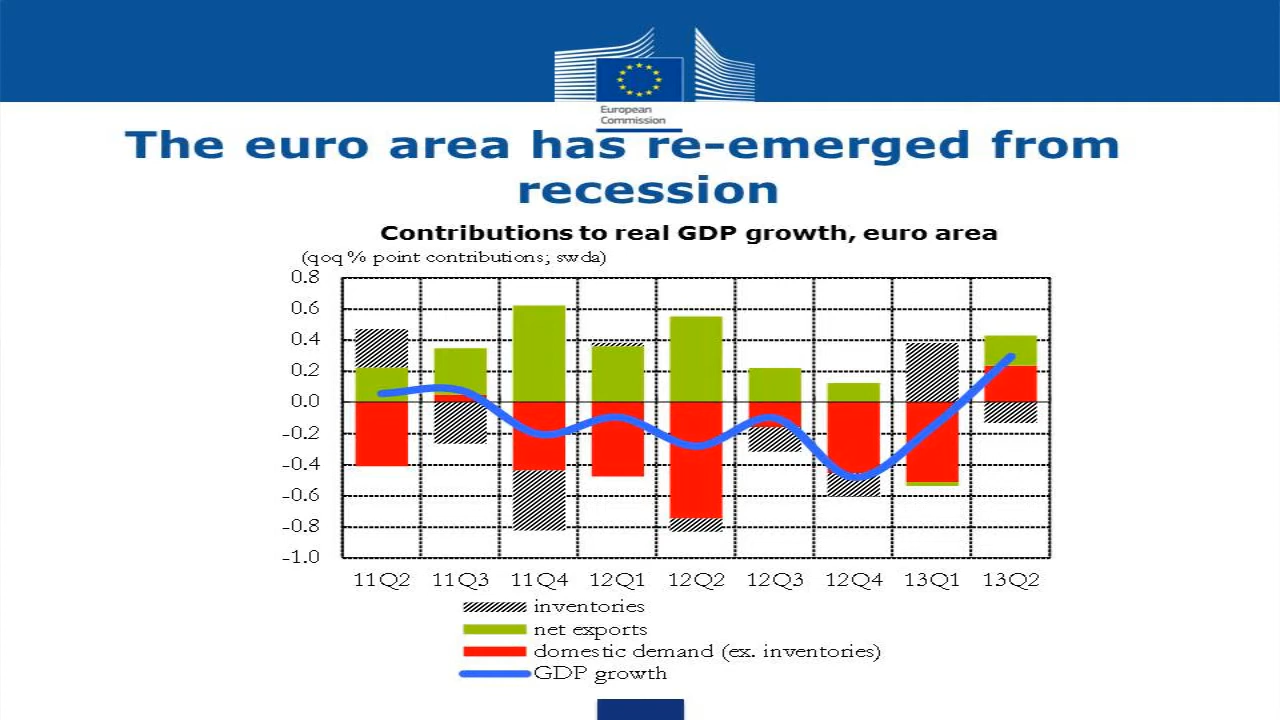 European
Commission
The euro area has re-emerged from
recession
Contributions to real GDP growth, euro area
(qoq % point contributions; swda)
0.8
0.6
0.4
0.2
0.0
-0.2
-0.4
-0.6
-0.8
-1.0
11Q2 11Q3 11Q4 12Q1 12Q2 12Q3 12Q4 13Q1 13Q2
inventories
net exports
domestic demand (ex. inventories)
GDP growth